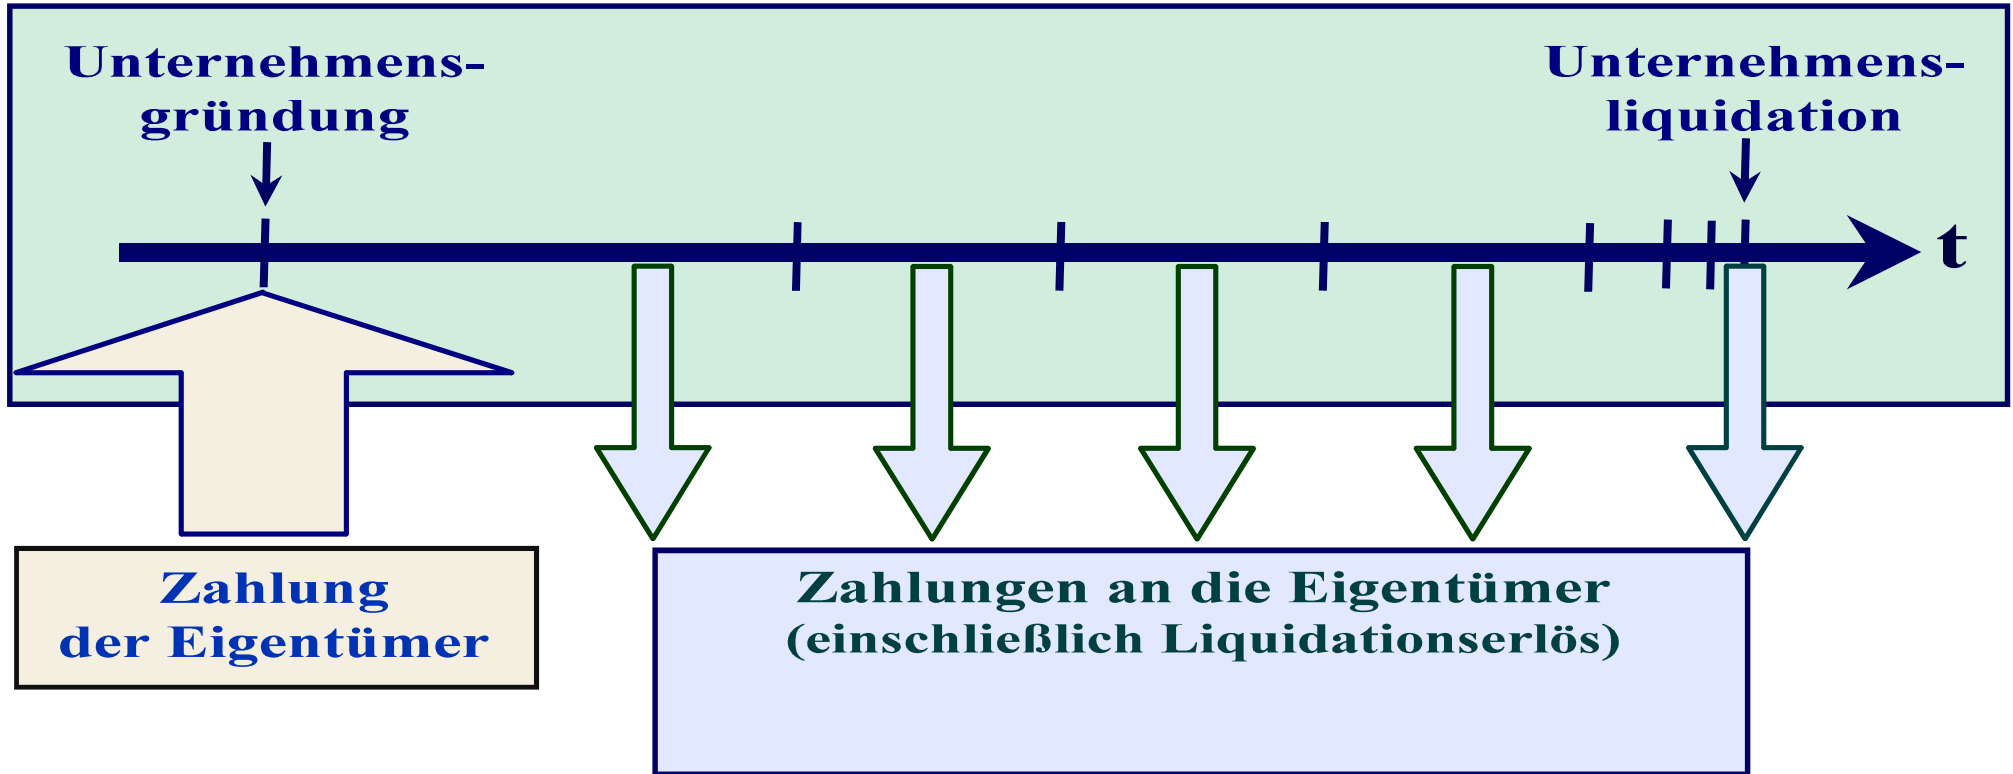 Unternehmens-
gründung
Unternehmens-
liquidation
t
Zahlung
der Eigentümer
Zahlungen an die Eigentümer
(einschließlich Liquidationserlös)